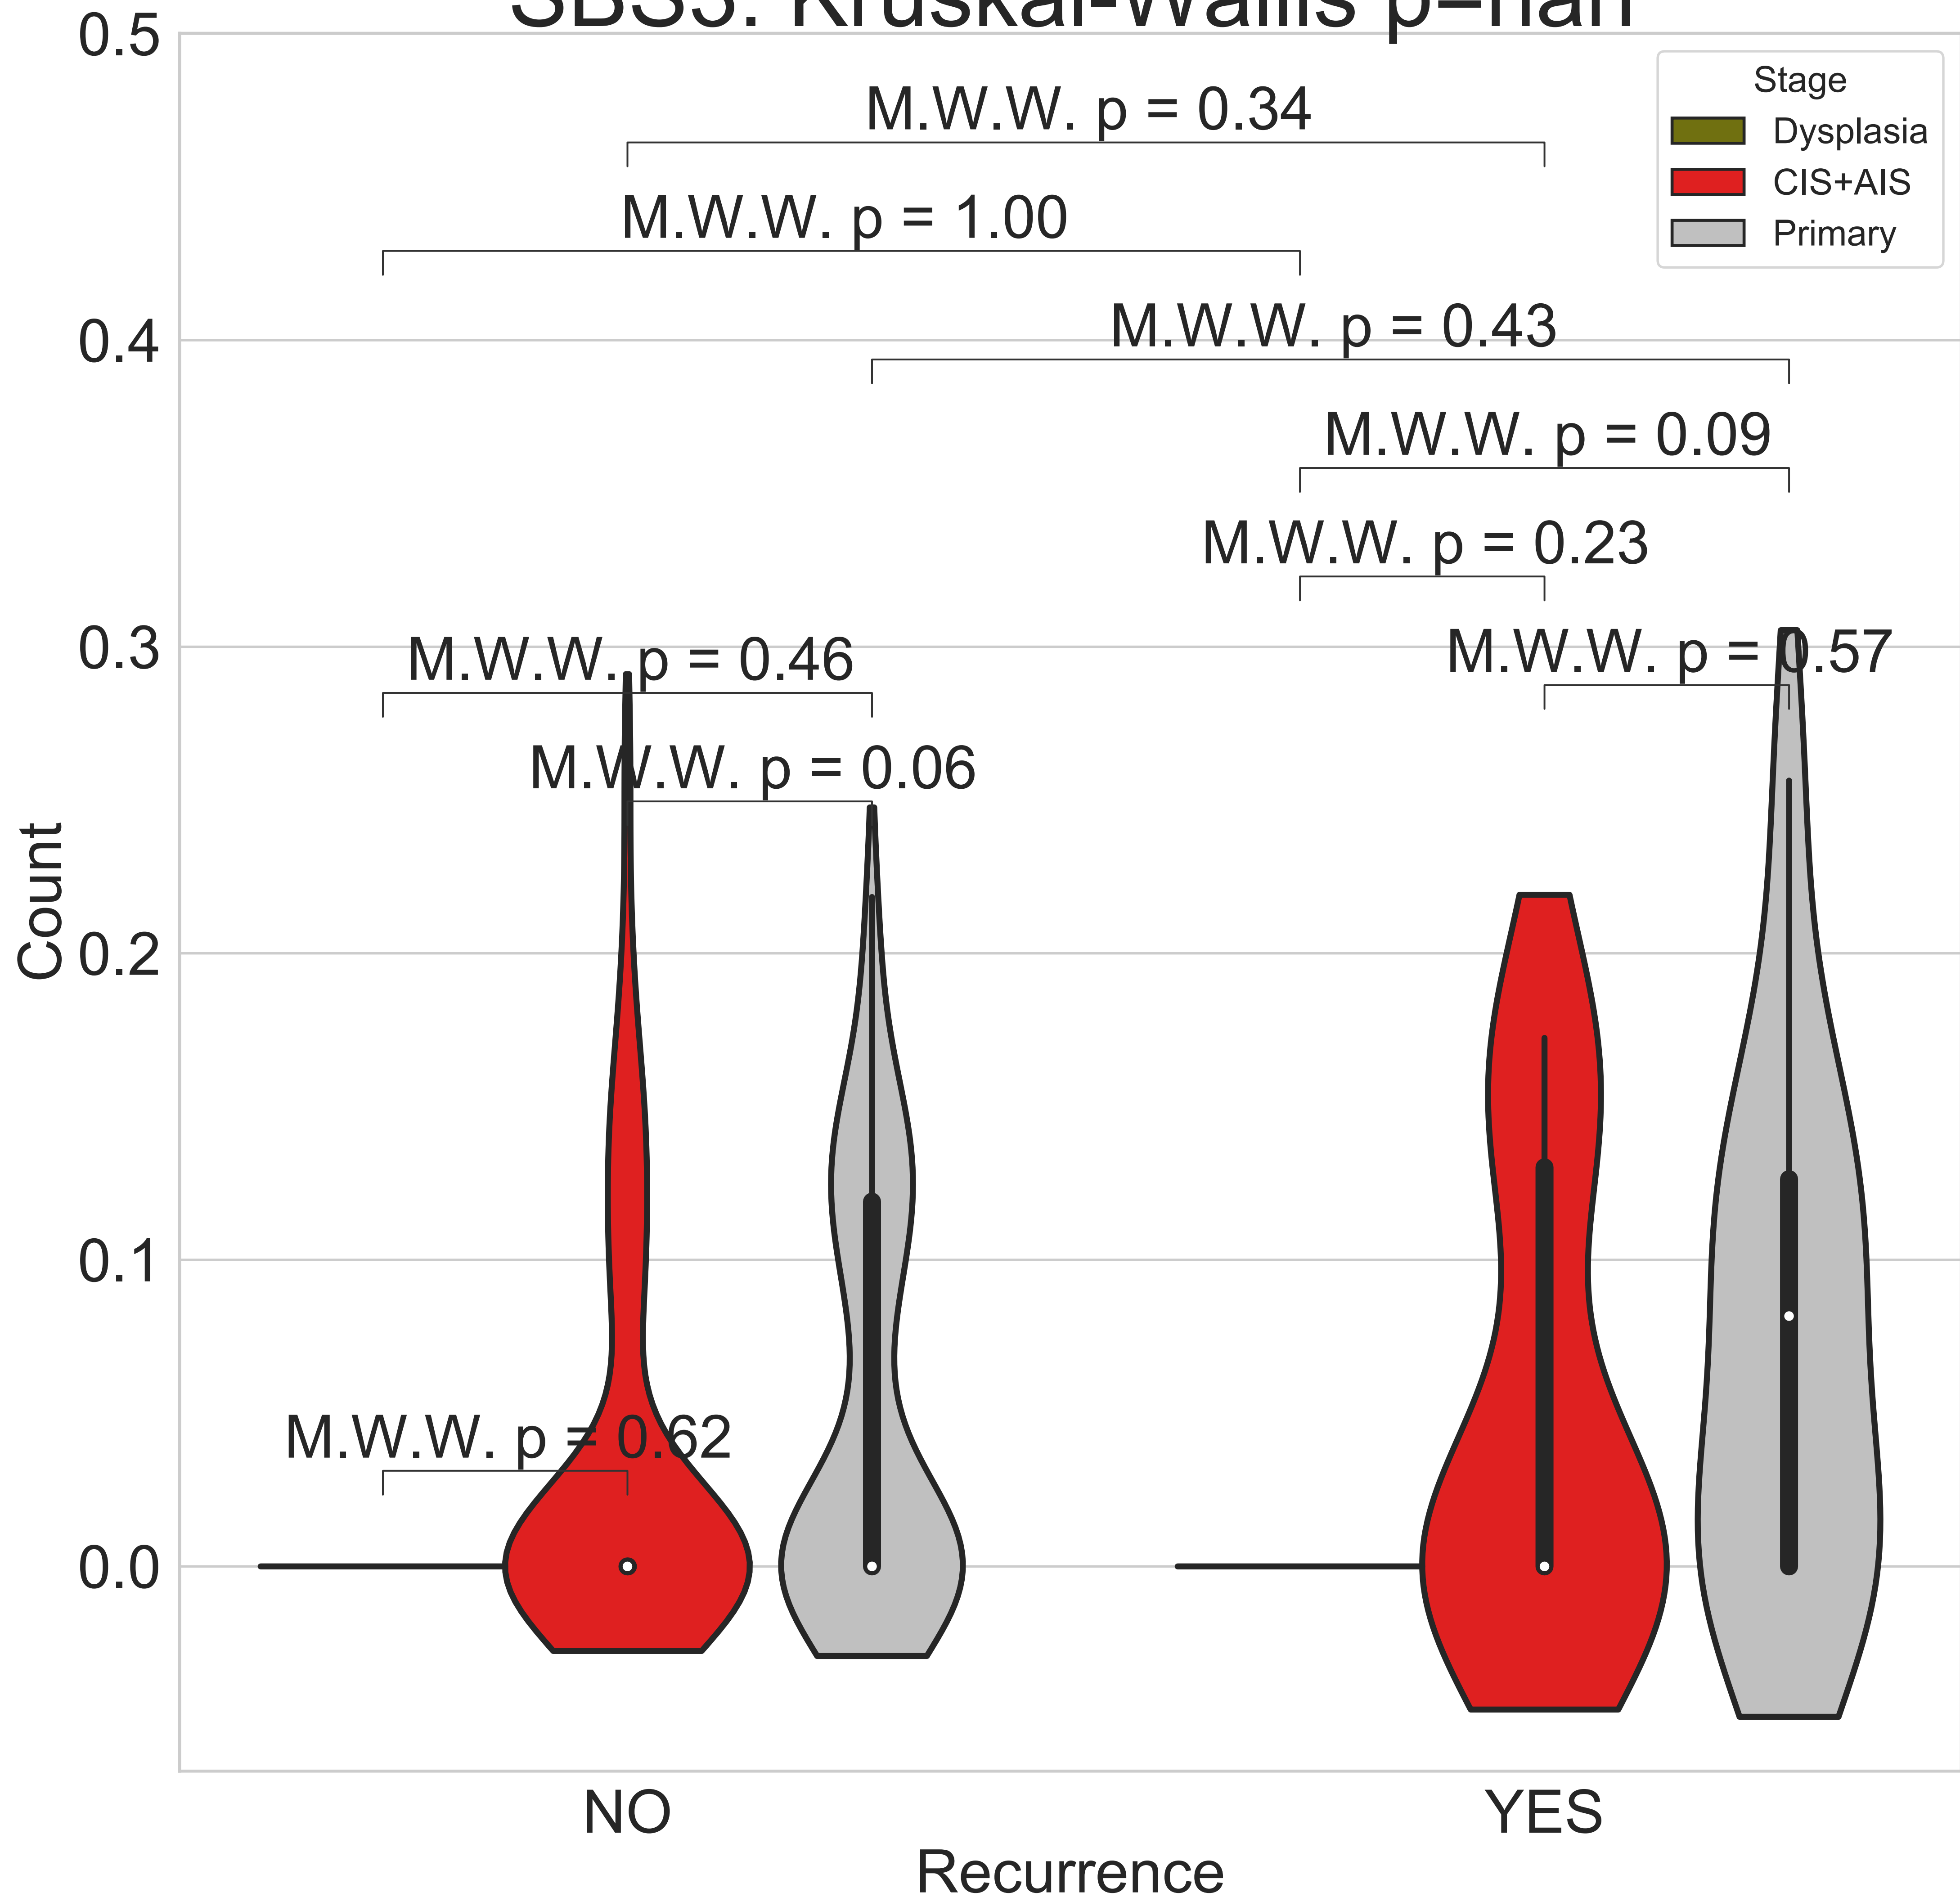 Kruskal-Wallis p=nan
0.5
M.W.W. p = 0.34
Stage
Dysplasia
CIS+AIS
Primary
M.W.W. p = 1.00
M.W.W. p = 0.43
0.4
M.W.W. p = 0.09
M.W.W. p = 0.23
0.3
M.W.W. p = 0.46
M.W.W. p = 0.57
M.W.W. p = 0.06
Count
0.2
0.1
M.W.W. p = 0.62
0.0
NO
YES
Recurrence